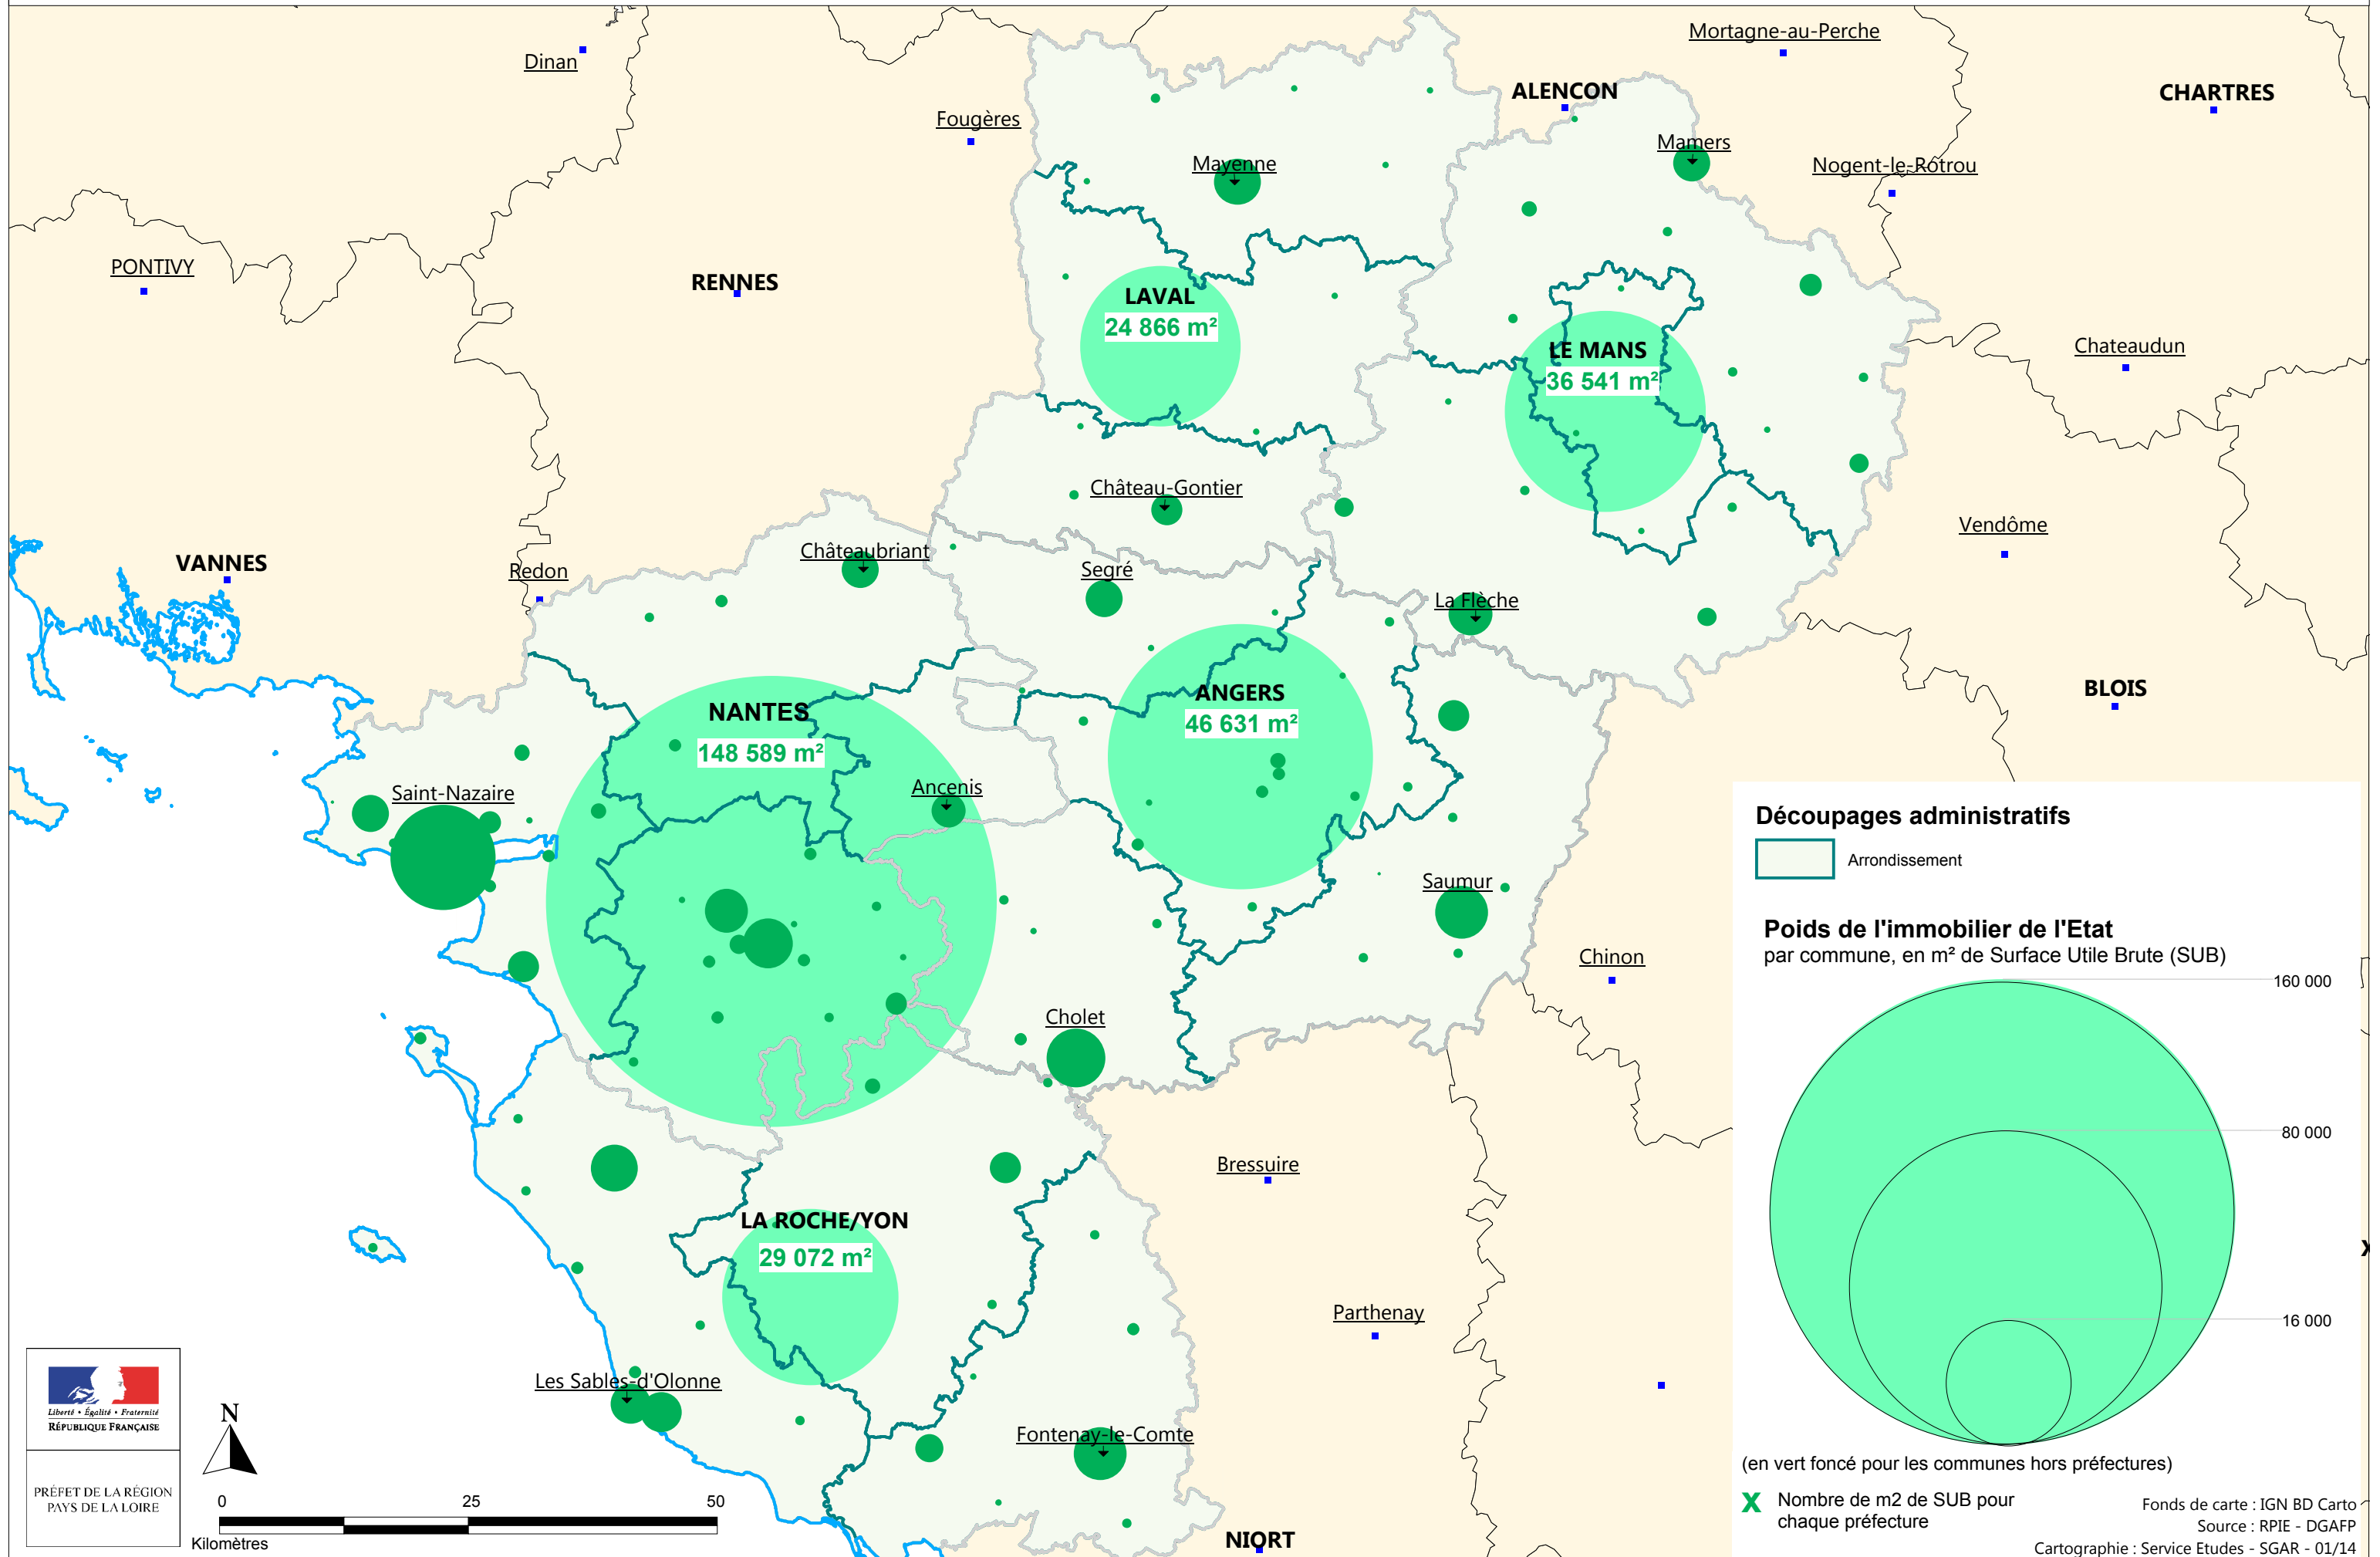 Mortagne-au-Perche
Dinan
ALENCON
CHARTRES
Fougères
Mamers
Mayenne
Nogent-le-Rotrou
PONTIVY
RENNES
LAVAL
24 866 m²
LE MANS
36 541 m²
Chateaudun
Château-Gontier
Vendôme
Châteaubriant
VANNES
Redon
Segré
La Flèche
BLOIS
ANGERS
46 631 m²
NANTES
148 589 m²
Ancenis
Saint-Nazaire
Saumur
Chinon
Cholet
Bressuire
LA ROCHE/YON
29 072 m²
Parthenay
Les Sables-d'Olonne
Fontenay-le-Comte
NIORT
Découpages administratifs
Arrondissement
Poids de l'immobilier de l'Etat
par commune, en m² de Surface Utile Brute (SUB)
160 000
80 000
16 000
(en vert foncé pour les communes hors préfectures)
X Nombre de m2 de SUB pour
chaque préfecture
Fonds de carte : IGN BD Carto
Source : RPIE - DGAFP
Cartographie : Service Etudes - SGAR - 01/14
Liberté • Égalité • Fraternité
RÉPUBLIQUE FRANÇAISE
PRÉFET DE LA RÉGION
PAYS DE LA LOIRE
N
0 25 50
Kilomètres